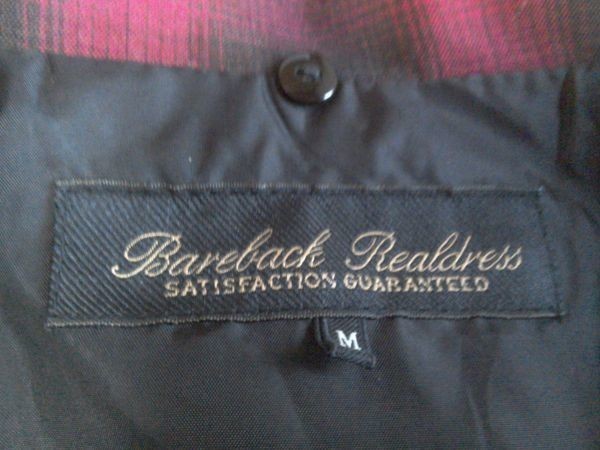 Bareback Realdress
SATISFACTION GUARANTEED
M